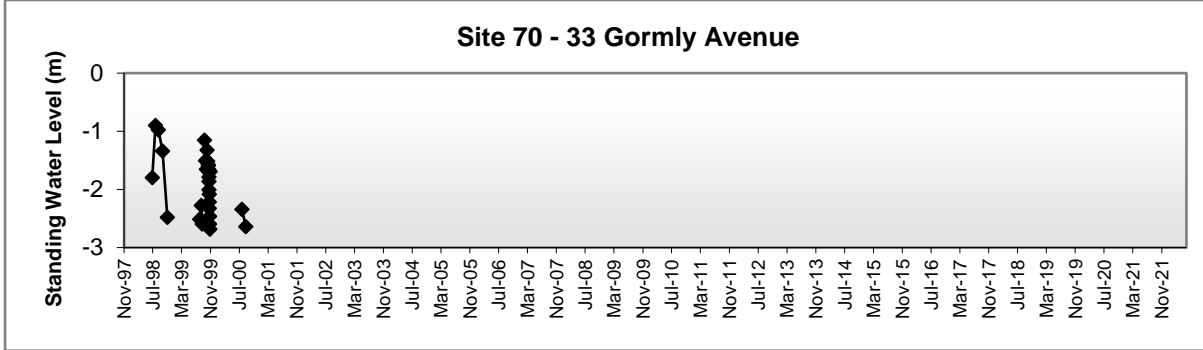 Site 70 - 33 Gormly Avenue
Standing Water Level (m)
0
-1
-2
-3
Nov-97
Jul-98
Mar-99
Nov-99
Jul-00
Mar-01
Nov-01
Jul-02
Mar-03
Nov-03
Jul-04
Mar-05
Nov-05
Jul-06
Mar-07
Nov-07
Jul-08
Mar-09
Nov-09
Jul-10
Mar-11
Nov-11
Jul-12
Mar-13
Nov-13
Jul-14
Mar-15
Nov-15
Jul-16
Mar-17
Nov-17
Jul-18
Mar-19
Nov-19
Jul-20
Mar-21
Nov-21